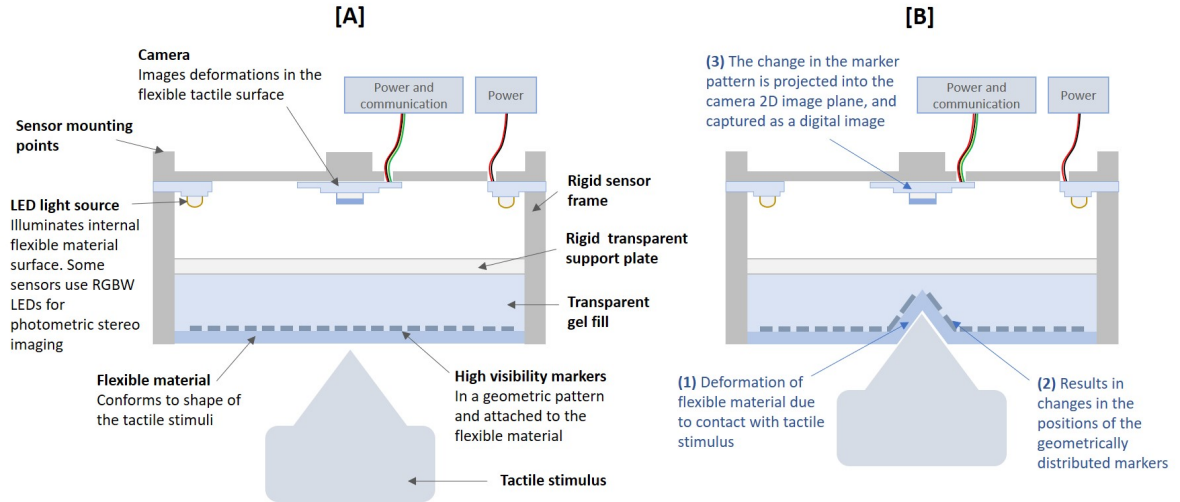 [A]
Camera
Images deformations in the
flexible tactile surface
Power and
communication
Power
Sensor mounting
points
LED light source
Illuminates internal
flexible material
surface. Some
sensors use RGBW
LEDs for
photometric stereo
imaging
Rigid sensor
frame
Rigid transparent
support plate
Transparent
gel fill
Flexible material
Conforms to shape of
the tactile stimuli
High visibility markers
In a geometric pattern
and attached to the
flexible material
Tactile stimulus
[B]
(3) The change in the marker
pattern is projected into the
camera 2D image plane, and
captured as a digital image
Power and
communication
Power
(1) Deformation of
flexible material due
to contact with tactile
stimulus
(2) Results in
changes in the
positions of the
geometrically
distributed markers